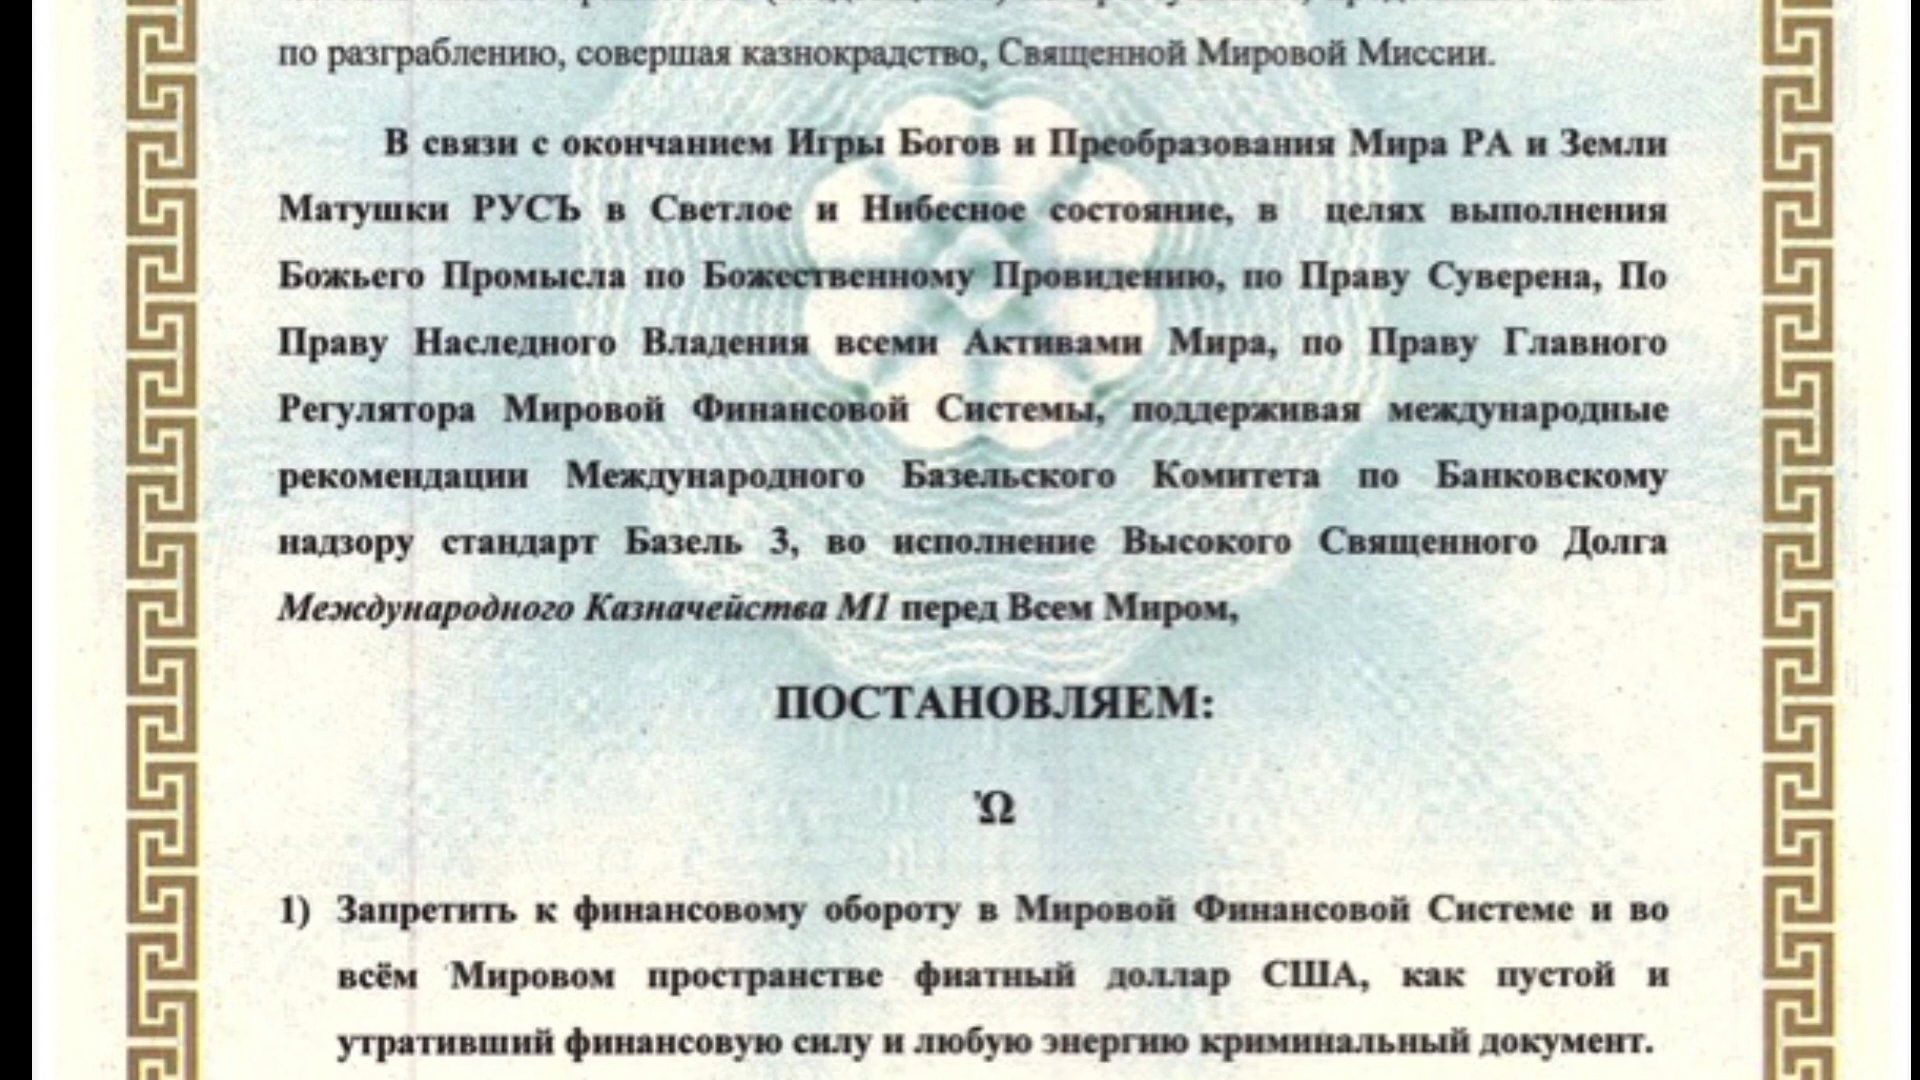 по разграблению, совершая казнокрадство, Священной Мировой Миссии.
В связи с окончанием Игры Богов и Преобразования Мира РА и Земли
Матушки РУСЪ в Светлое и Нибесное состояние, в целях выполнения
Божьего Промысла по Божественному Провидению, по Праву Суверена, По
Праву Наследного Владения всеми Активами Мира, по Праву Главного
Регулятора Мировой Финансовой Системы, поддерживая международные
рекомендации Международного Базельского Комитета по Банковскому
надзору стандарт Базель 3, во исполнение Высокого Священного Долга
Международного Казначейства М1 перед Всем Миром,
ПОСТАНОВЛЯЕМ:
Ώ
1) Запретить к финансовому обороту в Мировой Финансовой Системе и во
всём Мировом пространстве фиатный доллар США, как пустой и
утративший финансовую силу и любую энергию криминальный документ.